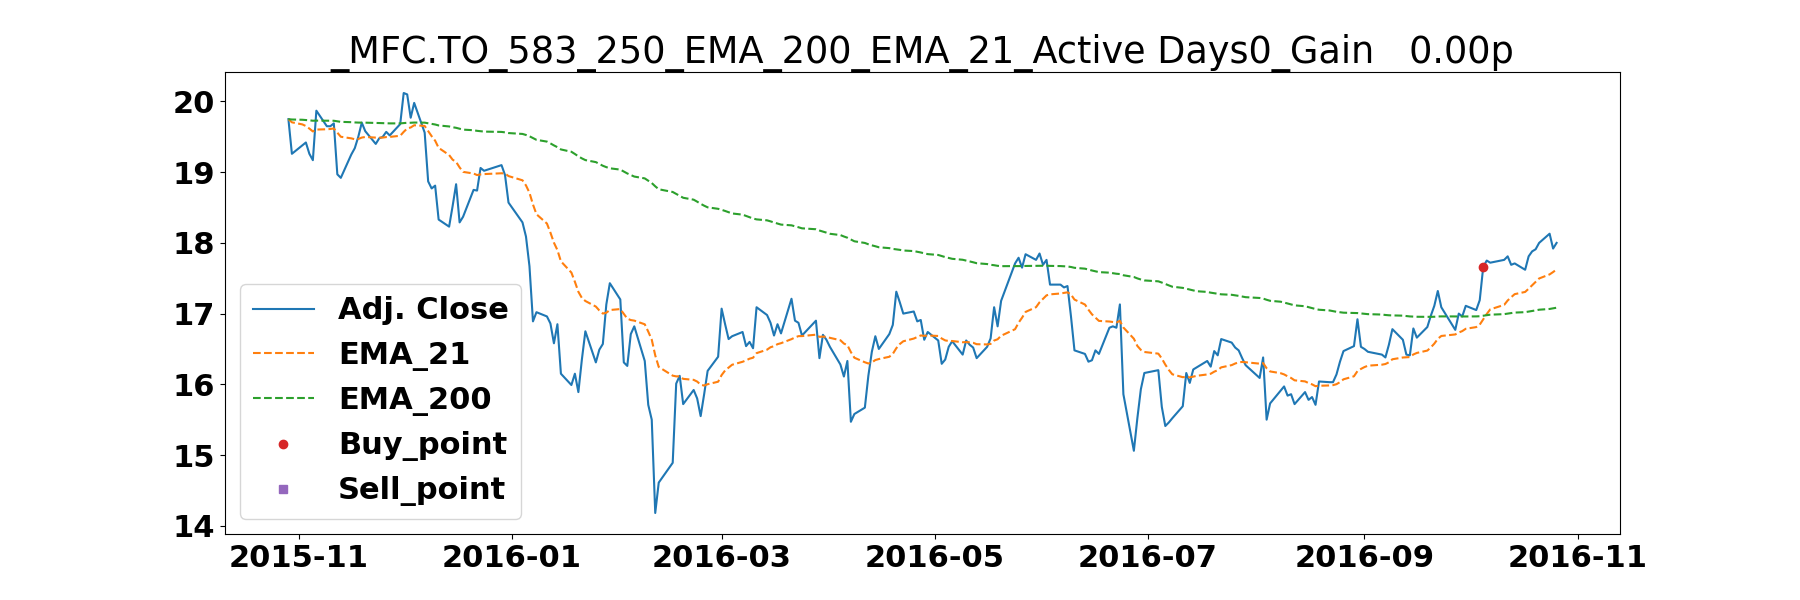 _MFC.TO_583_250_EMA_200_EMA_21_Active Days0_Gain   0.00p
20
19
18
17
16
15
14
Adj. Close
EMA_21
EMA_200
Buy_point
Sell_point
2015-11 2016-01 2016-03 2016-05 2016-07 2016-09 2016-11